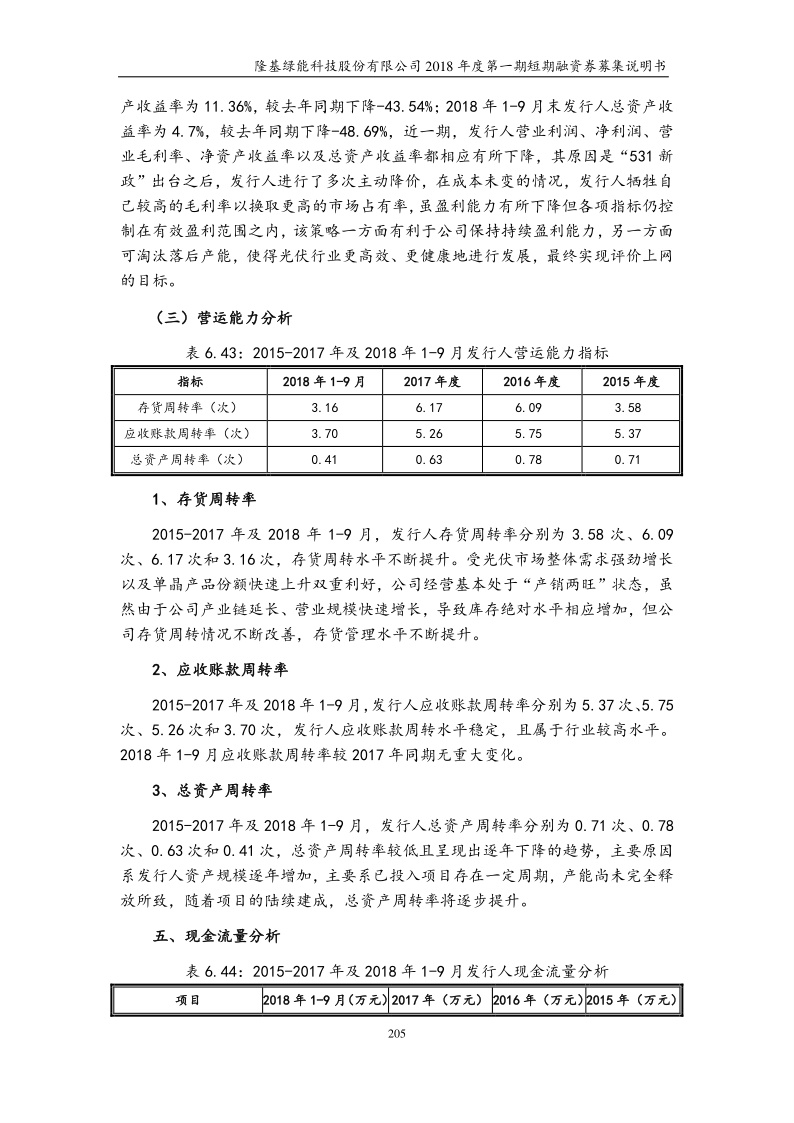 隆基绿能科技股份有限公司 2018 年度第一期短期融资券募集说明书
产收益率为 11.36%，较去年同期下降-43.54%；2018 年 1-9 月末发行人总资产收
益率为 4.7%，较去年同期下降-48.69%，近一期，发行人营业利润、净利润、营
业毛利率、净资产收益率以及总资产收益率都相应有所下降，其原因是“531 新
政”出台之后，发行人进行了多次主动降价，在成本未变的情况，发行人牺牲自
己较高的毛利率以换取更高的市场占有率，虽盈利能力有所下降但各项指标仍控
制在有效盈利范围之内，该策略一方面有利于公司保持持续盈利能力，另一方面
可淘汰落后产能，使得光伏行业更高效、更健康地进行发展，最终实现评价上网
的目标。
（三）营运能力分析
表 6.43：2015-2017 年及 2018 年 1-9 月发行人营运能力指标
指标 2018 年 1-9 月 2017 年度 2016 年度 2015 年度
存货周转率（次） 3.16 6.17 6.09 3.58
应收账款周转率（次） 3.70 5.26 5.75 5.37
总资产周转率（次） 0.41 0.63 0.78 0.71
1、存货周转率
2015-2017 年及 2018 年 1-9 月，发行人存货周转率分别为 3.58 次、6.09
次、6.17 次和 3.16 次，存货周转水平不断提升。受光伏市场整体需求强劲增长
以及单晶产品份额快速上升双重利好，公司经营基本处于“产销两旺”状态，虽
然由于公司产业链延长、营业规模快速增长，导致库存绝对水平相应增加，但公
司存货周转情况不断改善，存货管理水平不断提升。
2、应收账款周转率
2015-2017 年及 2018 年 1-9 月，发行人应收账款周转率分别为 5.37 次、5.75
次、5.26 次和 3.70 次，发行人应收账款周转水平稳定，且属于行业较高水平。
2018 年 1-9 月应收账款周转率较 2017 年同期无重大变化。
3、总资产周转率
2015-2017 年及 2018 年 1-9 月，发行人总资产周转率分别为 0.71 次、0.78
次、0.63 次和 0.41 次，总资产周转率较低且呈现出逐年下降的趋势，主要原因
系发行人资产规模逐年增加，主要系已投入项目存在一定周期，产能尚未完全释
放所致，随着项目的陆续建成，总资产周转率将逐步提升。
五、现金流量分析
表 6.44：2015-2017 年及 2018 年 1-9 月发行人现金流量分析
项目 2018 年 1-9 月（万元） 2017 年（万元） 2016 年（万元） 2015 年（万元）
205